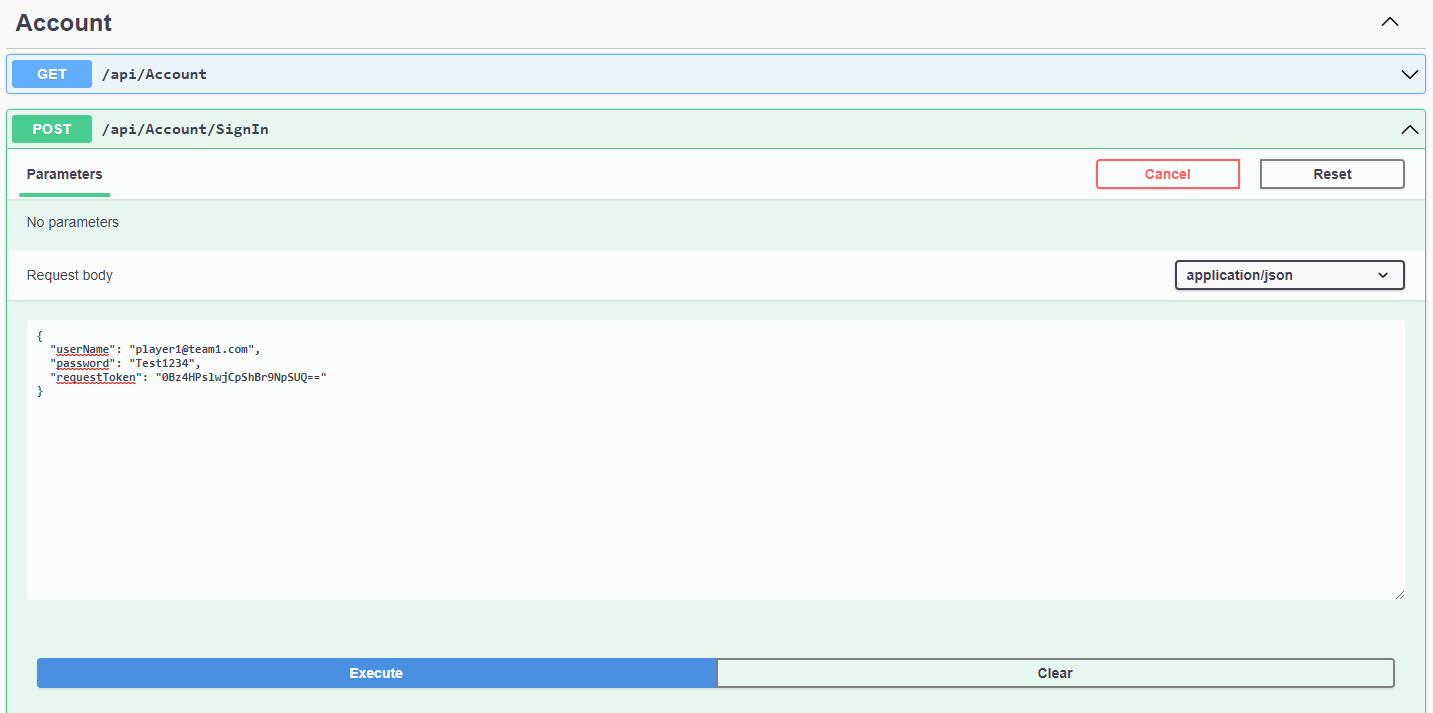 Account
GET /api/Account
POST /api/Account/SignIn
Parameters Cancel Reset
No parameters
Request body application/json
{
"userName": "player1@team1.com",
"password": "Test1234",
"requestToken": "0Bz4HPslwjCpShBr9NpSUQ=="
}
Execute Clear